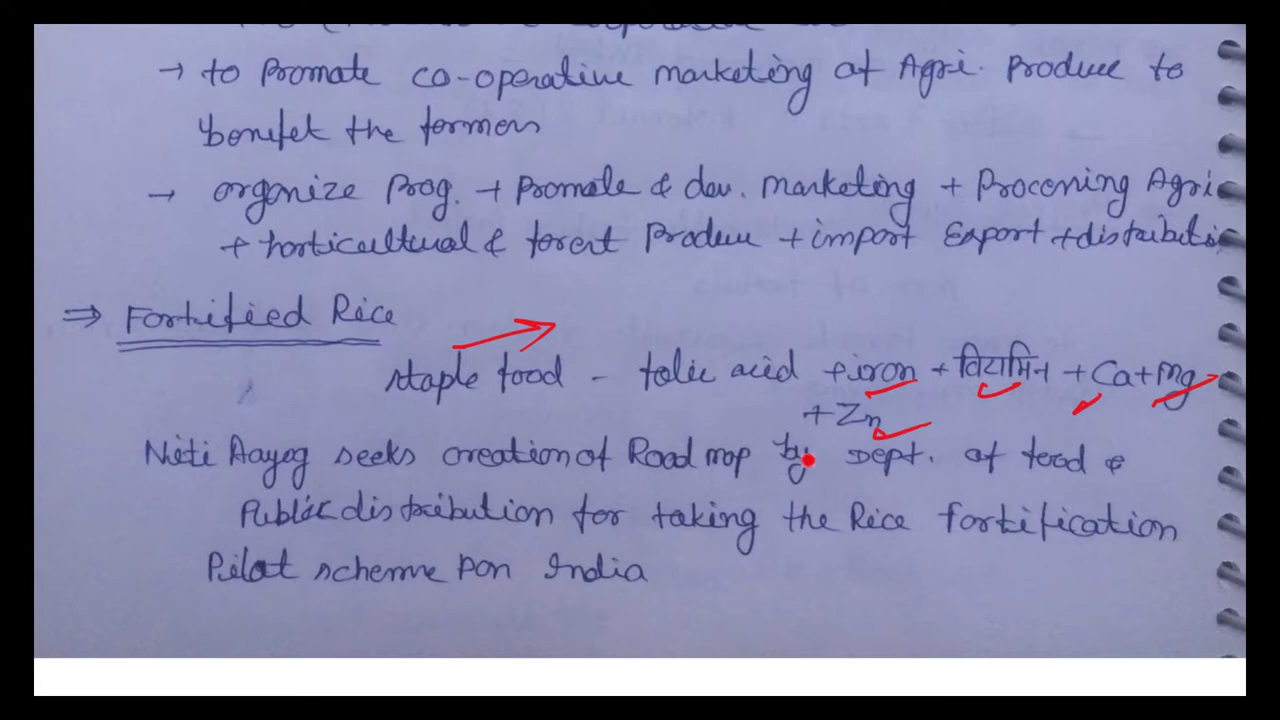 → to Promote co-operative marketing of Agri. Produce to
benifet the farmers
→ organize Prog. + Promote & dev. marketing + Processing Agri
+ horticultural & forest Produce + import Export + distributi
⇒ Fortified Rice
staple food - folic acid + iron + विटामिन + Ca + Mg
+ Zn
Niti Aayog seeks creation of Road map by Dept. of food &
Public distribution for taking the Rice fortification
Pilot scheme pan India